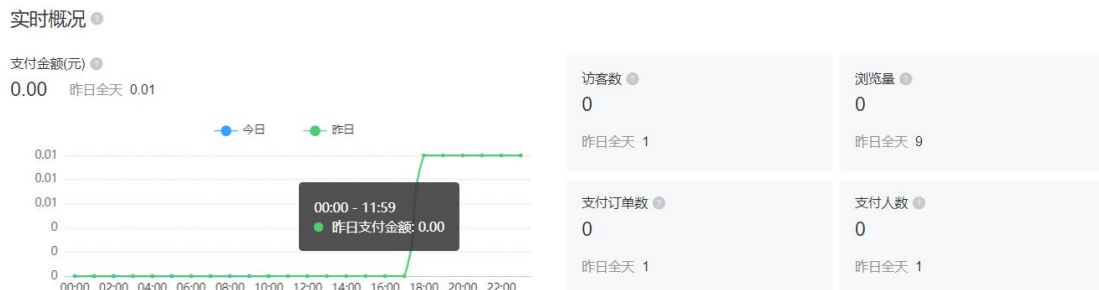 实时概况
支付金额(元)
0.00 昨日全天 0.01
今日 昨日
0.01
0.01
0.01
0
0
0
00:00 02:00 04:00 06:00 08:00 10:00 12:00 14:00 16:00 18:00 20:00 22:00
00:00 - 11:59
昨日支付金额: 0.00
访客数
0
昨日全天 1
浏览量
0
昨日全天 9
支付订单数
0
昨日全天 1
支付人数
0
昨日全天 1